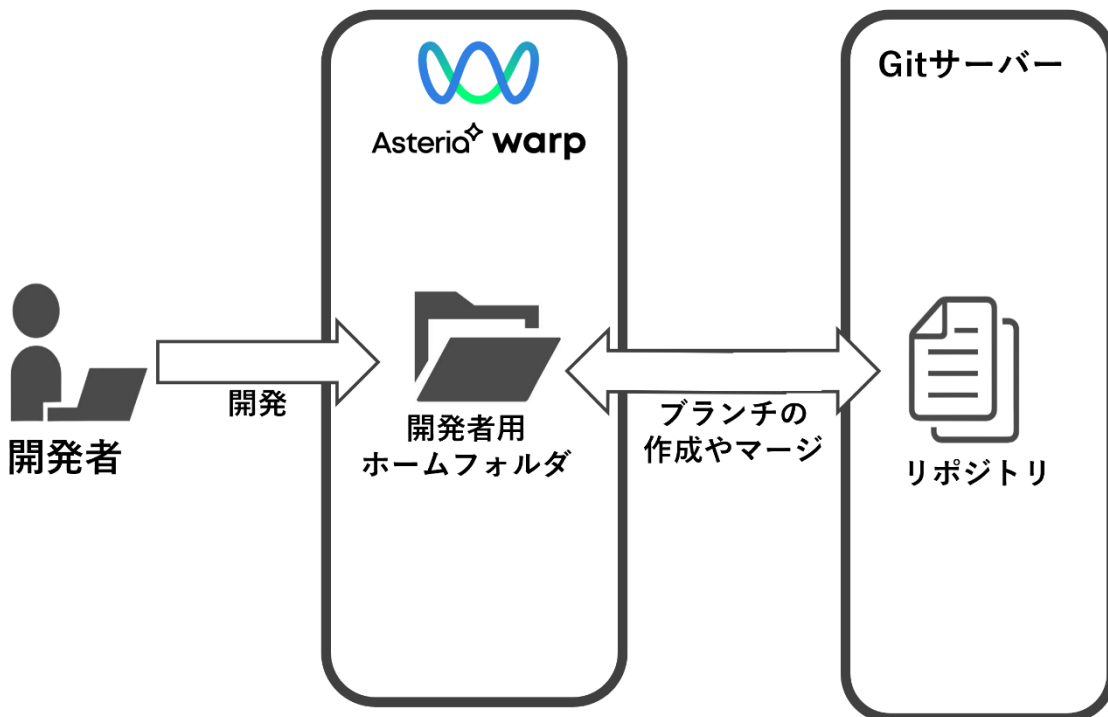 Asteria warp
Gitサーバー
開発
開発者
開発者用
ホームフォルダ
ブランチの
作成やマージ
リポジトリ